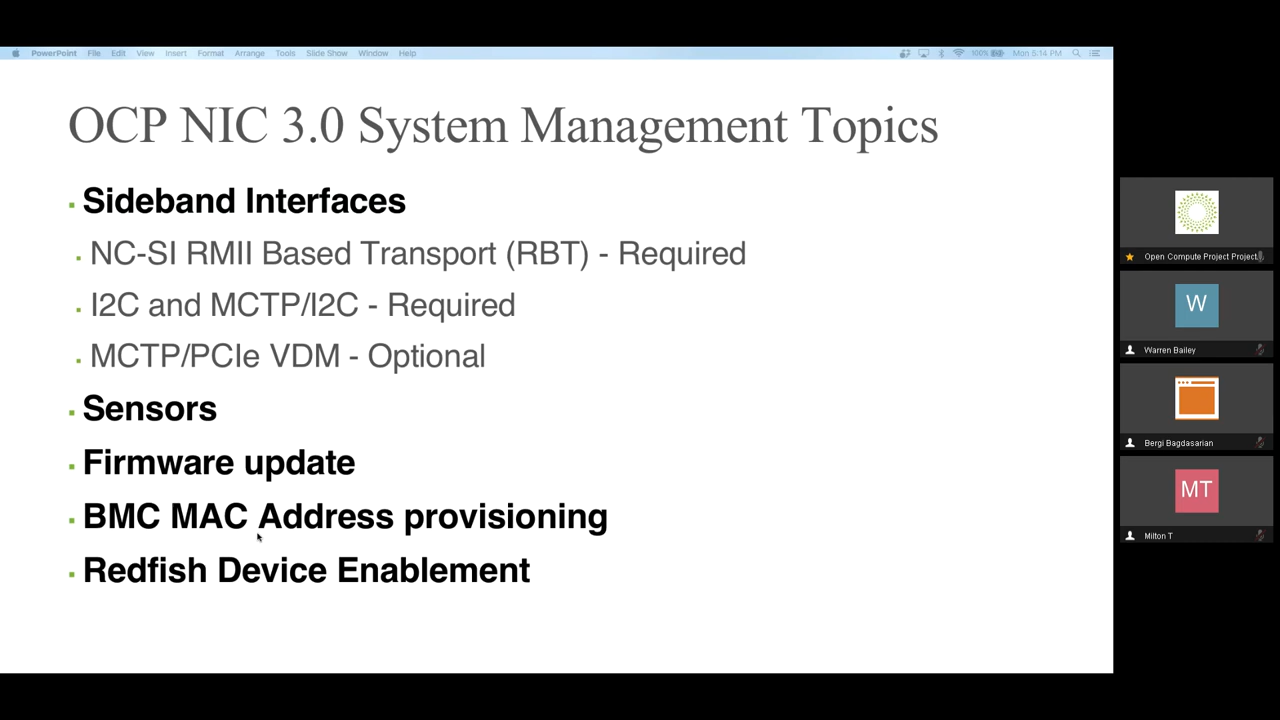 PowerPoint File Edit View Insert Format Arrange Tools Slide Show Window Help 100% Mon 5:14 PM
OCP NIC 3.0 System Management Topics
▪ Sideband Interfaces
▪ NC-SI RMII Based Transport (RBT) - Required
▪ I2C and MCTP/I2C - Required
▪ MCTP/PCIe VDM - Optional
▪ Sensors
▪ Firmware update
▪ BMC MAC Address provisioning
▪ Redfish Device Enablement
Open Compute Project Project
W
Warren Bailey
Bergi Bagdasarian
MT
Milton T